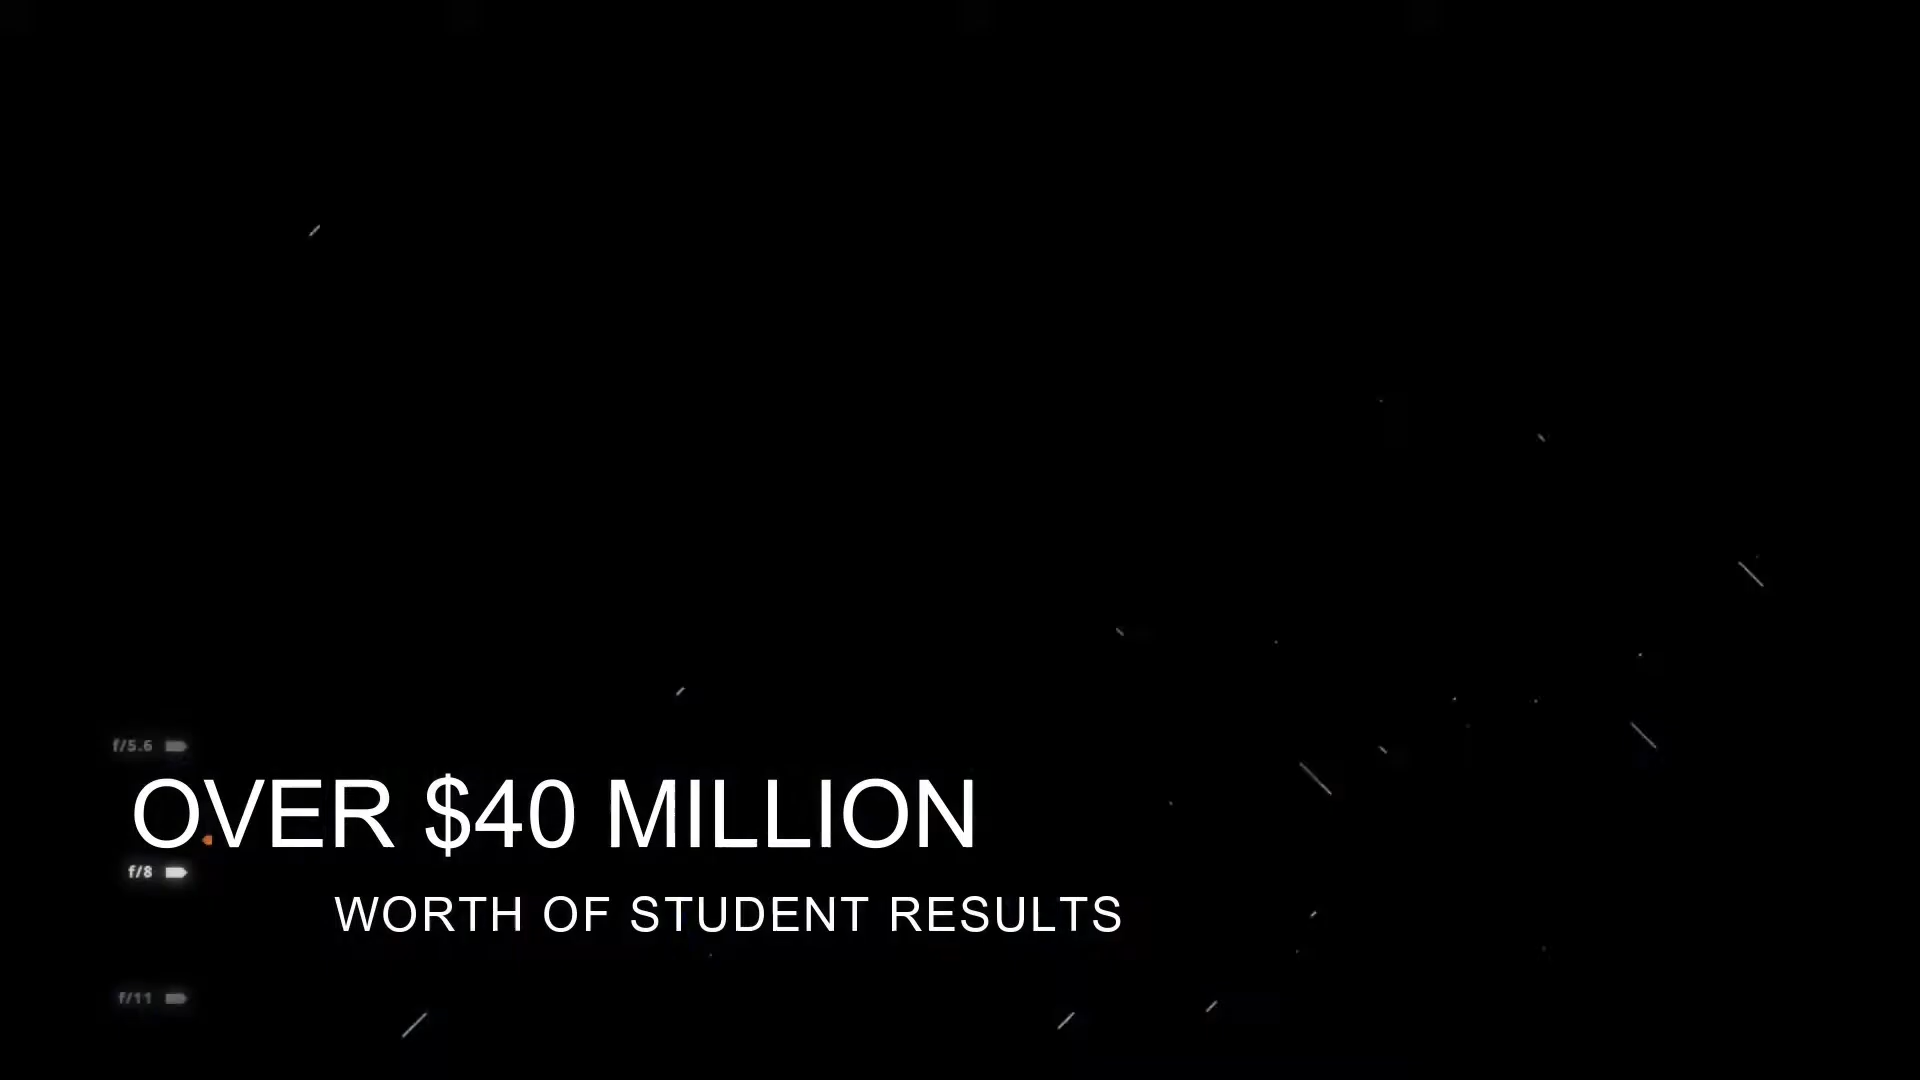 f/5.6
OVER $40 MILLION
f/8
WORTH OF STUDENT RESULTS
f/11